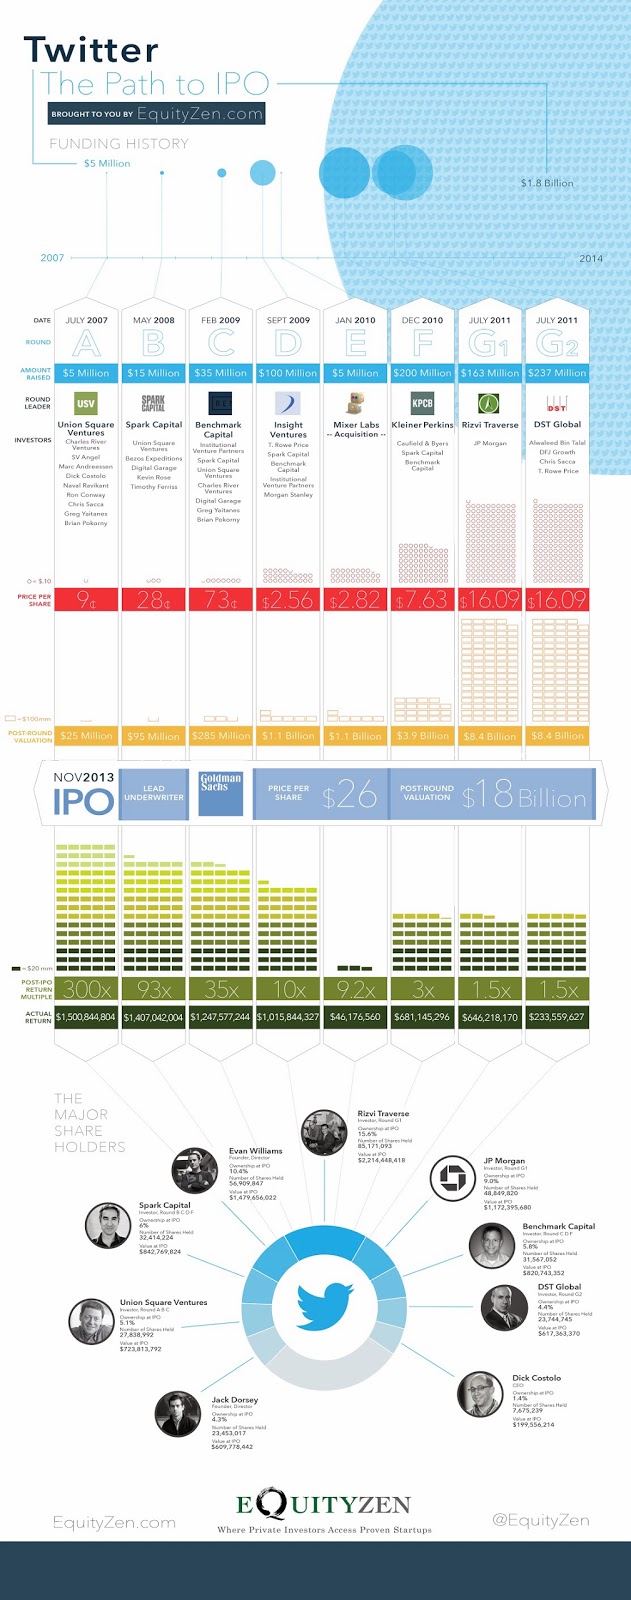 Twitter
The Path to IPO
BROUGHT TO YOU BY EquityZen.com
FUNDING HISTORY
$5 Million
$1.8 Billion
2007
2014
DATE
JULY 2007
MAY 2008
FEB 2009
SEPT 2009
JAN 2010
DEC 2010
JULY 2011
JULY 2011
ROUND
A
B
C
D
E
F
G1
G2
AMOUNT
RAISED
$5 Million
$15 Million
$35 Million
$100 Million
$5 Million
$200 Million
$163 Million
$237 Million
ROUND
LEADER
USV
SPARK
CAPITAL
KPCB
DST
Union Square
Ventures
Spark Capital
Benchmark
Capital
Insight
Ventures
Mixer Labs
-- Acquisition --
Kleiner Perkins
Rizvi Traverse
DST Global
INVESTORS
Charles River
Ventures
SV Angel
Marc Andreessen
Dick Costolo
Naval Ravikant
Ron Conway
Chris Sacca
Greg Yaitanes
Brian Pokorny
Union Square
Ventures
Bezos Expeditions
Digital Garage
Kevin Rose
Timothy Ferriss
Institutional
Venture Partners
Spark Capital
Union Square
Ventures
Charles River
Ventures
Digital Garage
Greg Yaitanes
Brian Pokorny
T. Rowe Price
Spark Capital
Benchmark
Capital
Institutional
Venture Partners
Morgan Stanley
Caufield & Byers
Spark Capital
Benchmark
Capital
JP Morgan
Alwaleed Bin Talal
DFJ Growth
Chris Sacca
T. Rowe Price
= $.10
PRICE PER
SHARE
9¢
28¢
73¢
$2.56
$2.82
$7.63
$16.09
$16.09
=$100mm
POST-ROUND
VALUATION
$25 Million
$95 Million
$285 Million
$1.1 Billion
$1.1 Billion
$3.9 Billion
$8.4 Billion
$8.4 Billion
NOV2013
IPO
LEAD
UNDERWRITER
Goldman
Sachs
PRICE PER
SHARE
$26
POST-ROUND
VALUATION
$18 Billion
=$20 mm
POST-IPO
RETURN
MULTIPLE
300x
93x
35x
10x
9.2x
3x
1.5x
1.5x
ACTUAL
RETURN
$1,500,844,804
$1,407,042,004
$1,247,577,244
$1,015,844,327
$46,176,560
$681,145,296
$646,218,170
$233,559,627
THE
MAJOR
SHARE
HOLDERS
Rizvi Traverse
Investor, Round G1
Ownership at IPO
15.6%
Number of Shares Held
85,171,093
Value at IPO
$2,214,448,418
Evan Williams
Founder, Director
Ownership at IPO
10.4%
Number of Shares Held
56,909,847
Value at IPO
$1,479,656,022
JP Morgan
Investor, Round G1
Ownership at IPO
9.0%
Number of Shares Held
48,849,820
Value at IPO
$1,172,395,680
Spark Capital
Investor, Round B C D F
Ownership at IPO
6%
Number of Shares Held
32,414,224
Value at IPO
$842,769,824
Benchmark Capital
Investor, Round C D F
Ownership at IPO
5.8%
Number of Shares Held
31,567,052
Value at IPO
$820,743,352
DST Global
Investor, Round G2
Ownership at IPO
4.4%
Number of Shares Held
23,744,745
Value at IPO
$617,363,370
Union Square Ventures
Investor, Round A B C
Ownership at IPO
5.1%
Number of Shares Held
27,838,992
Value at IPO
$723,813,792
Dick Costolo
CEO
Ownership at IPO
1.4%
Number of Shares Held
7,675,239
Value at IPO
$199,556,214
Jack Dorsey
Founder, Director
Ownership at IPO
4.3%
Number of Shares Held
23,453,017
Value at IPO
$609,778,442
EquityZen.com
EQUITYZEN
Where Private Investors Access Proven Startups
@EquityZen